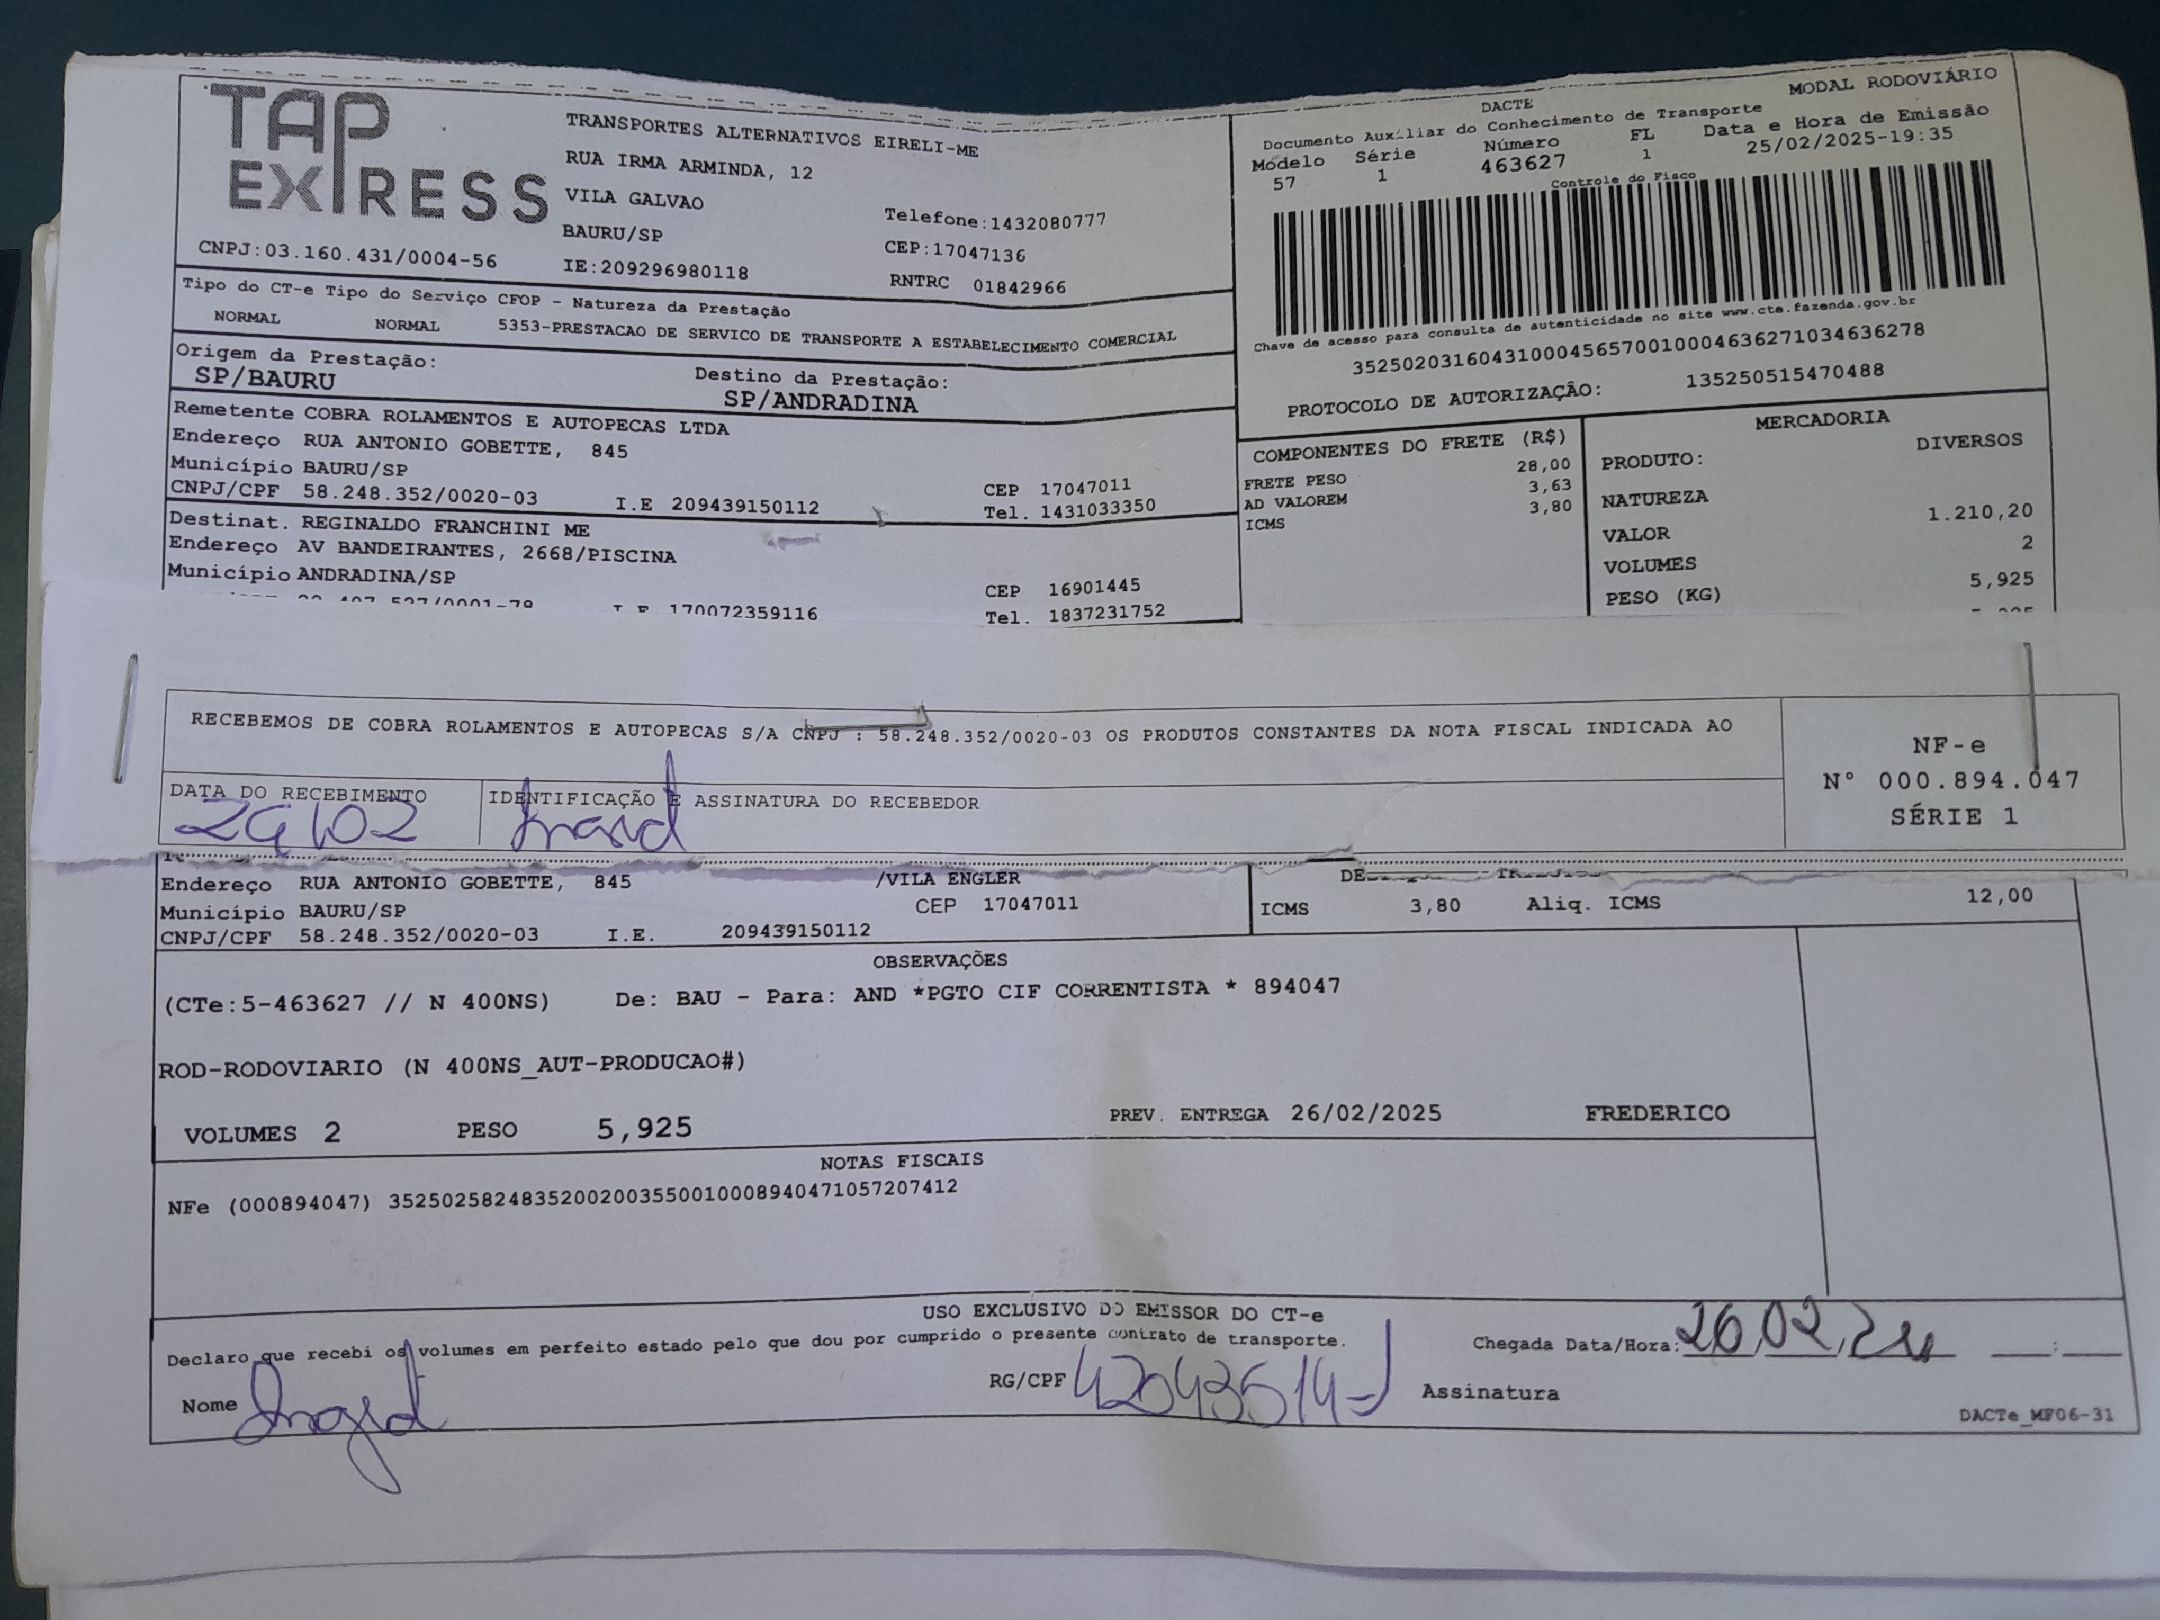 TAP EXPRESS
TRANSPORTES ALTERNATIVOS EIRELI-ME
RUA IRMA ARMINDA, 12
VILA GALVAO
BAURU/SP
Telefone:1432080777
CEP:17047136
CNPJ:03.160.431/0004-56
IE:209296980118
RNTRC 01842966
DACTE
MODAL RODOVIÁRIO
Documento Auxiliar do Conhecimento de Transporte
Modelo Série Número FL Data e Hora de Emissão
57 1 463627 1 25/02/2025-19:35
Controle do Fisco
Chave de acesso para consulta de autenticidade no site www.cte.fazenda.gov.br
35250203160431000456570010004636271034636278
PROTOCOLO DE AUTORIZAÇÃO: 135250515470488
Tipo do CT-e Tipo do Serviço CFOP - Natureza da Prestação
NORMAL NORMAL 5353-PRESTACAO DE SERVICO DE TRANSPORTE A ESTABELECIMENTO COMERCIAL
Origem da Prestação:
SP/BAURU
Destino da Prestação:
SP/ANDRADINA
Remetente COBRA ROLAMENTOS E AUTOPECAS LTDA
Endereço RUA ANTONIO GOBETTE, 845
Município BAURU/SP
CEP 17047011
CNPJ/CPF 58.248.352/0020-03 I.E 209439150112
Tel. 1431033350
Destinat. REGINALDO FRANCHINI ME
Endereço AV BANDEIRANTES, 2668/PISCINA
Município ANDRADINA/SP
CEP 16901445
I.E 170072359116
Tel. 1837231752
COMPONENTES DO FRETE (R$)
FRETE PESO 28,00
AD VALOREM 3,63
ICMS 3,80
MERCADORIA
PRODUTO: DIVERSOS
NATUREZA
VALOR 1.210,20
VOLUMES 2
PESO (KG) 5,925
RECEBEMOS DE COBRA ROLAMENTOS E AUTOPECAS S/A CNPJ : 58.248.352/0020-03 OS PRODUTOS CONSTANTES DA NOTA FISCAL INDICADA AO
DATA DO RECEBIMENTO
IDENTIFICAÇÃO E ASSINATURA DO RECEBEDOR
Ingrid
NF-e
N° 000.894.047
SÉRIE 1
Endereço RUA ANTONIO GOBETTE, 845 /VILA ENGLER
Município BAURU/SP CEP 17047011
CNPJ/CPF 58.248.352/0020-03 I.E. 209439150112
ICMS 3,80 Aliq. ICMS 12,00
OBSERVAÇÕES
(CTe:5-463627 // N 400NS) De: BAU - Para: AND *PGTO CIF CORRENTISTA * 894047
ROD-RODOVIARIO (N 400NS_AUT-PRODUCAO#)
VOLUMES 2 PESO 5,925 PREV. ENTREGA 26/02/2025 FREDERICO
NOTAS FISCAIS
NFe (000894047) 35250258248352002003550010008940471057207412
USO EXCLUSIVO DO EMISSOR DO CT-e
Declaro que recebi os volumes em perfeito estado pelo que dou por cumprido o presente contrato de transporte.
Chegada Data/Hora: 26 02
Nome Ingrid
RG/CPF
Assinatura
DACTe_MF06-31